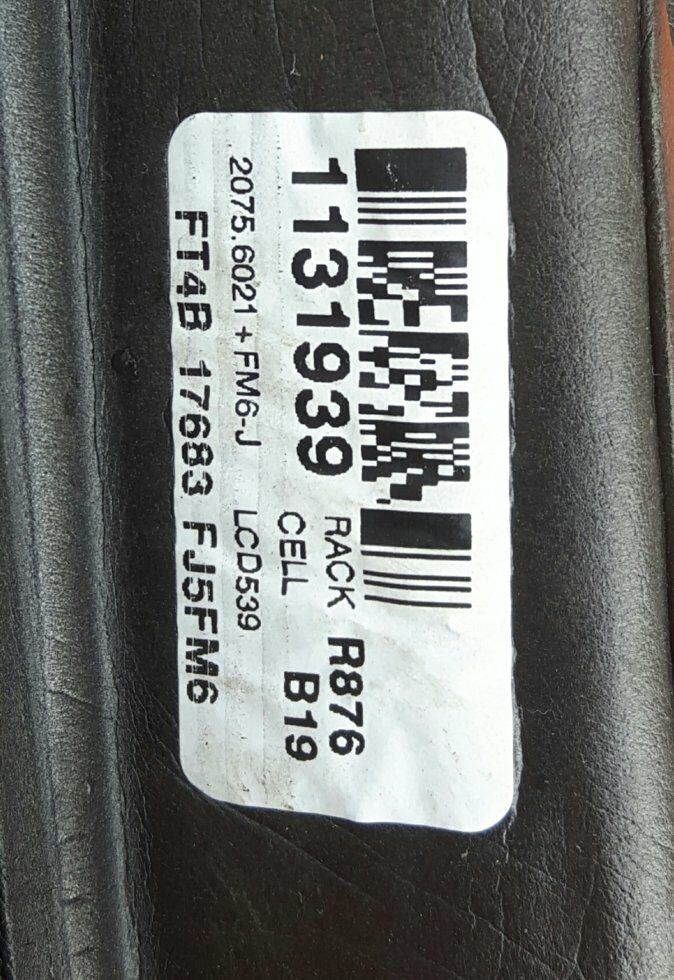 1131939 RACK R876
CELL B19
2075.6021 + FM6-J LCD539
FT4B 17683 FJ5FM6